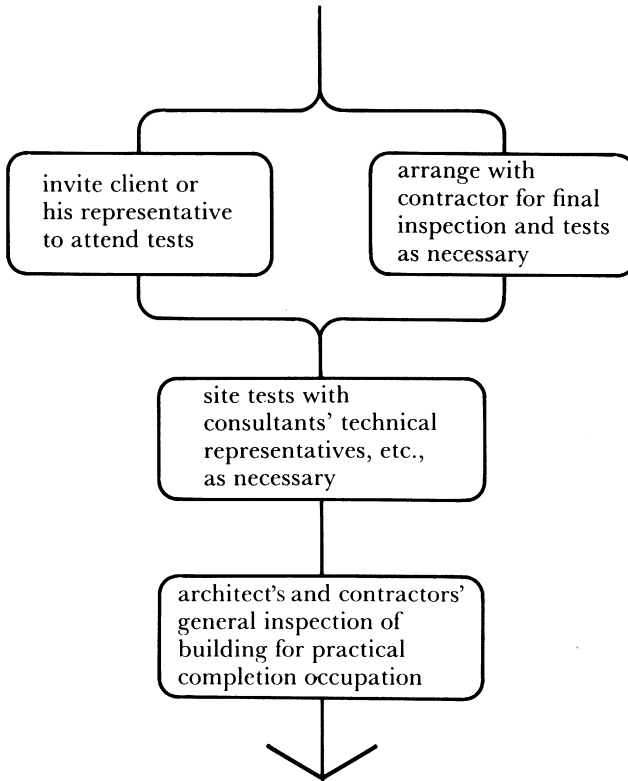 invite client or
his representative
to attend tests
arrange with
contractor for final
inspection and tests
as necessary
site tests with
consultants’ technical
representatives, etc.,
as necessary
architect's and contractors’
general inspection of
building for practical
completion occupation